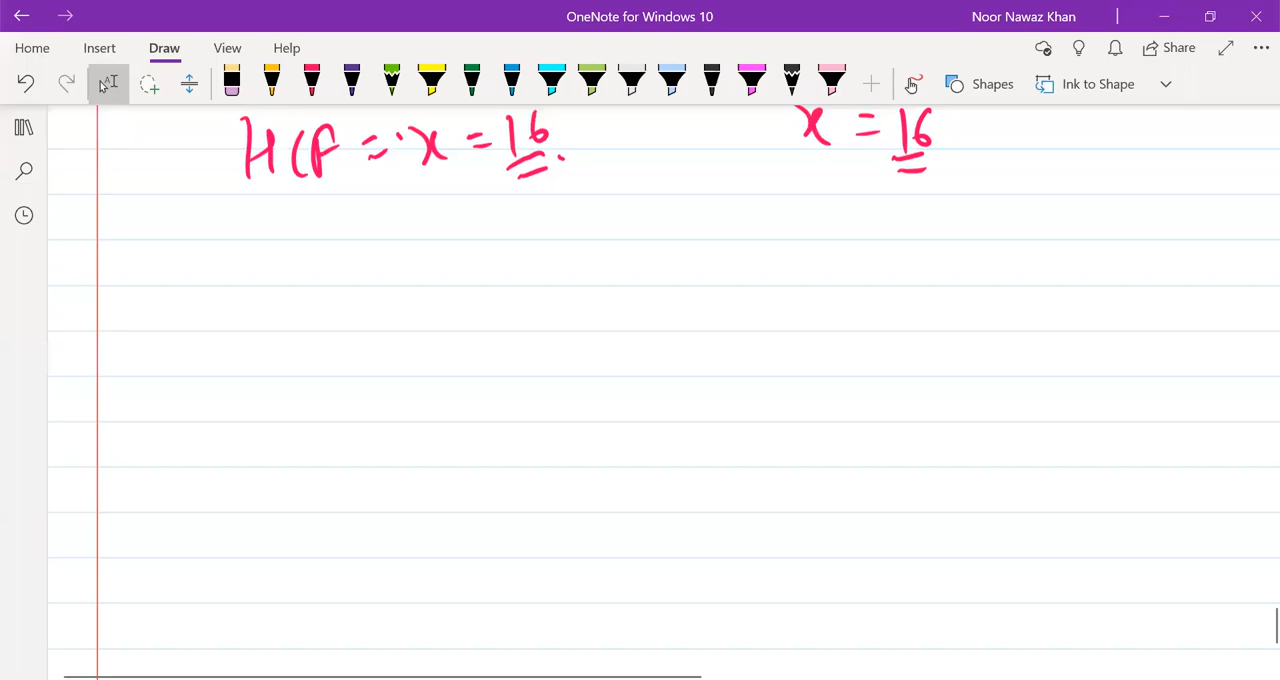 OneNote for Windows 10
Noor Nawaz Khan
Home Insert Draw View Help
Share
Shapes
Ink to Shape
HCF = x = 16.
x = 16